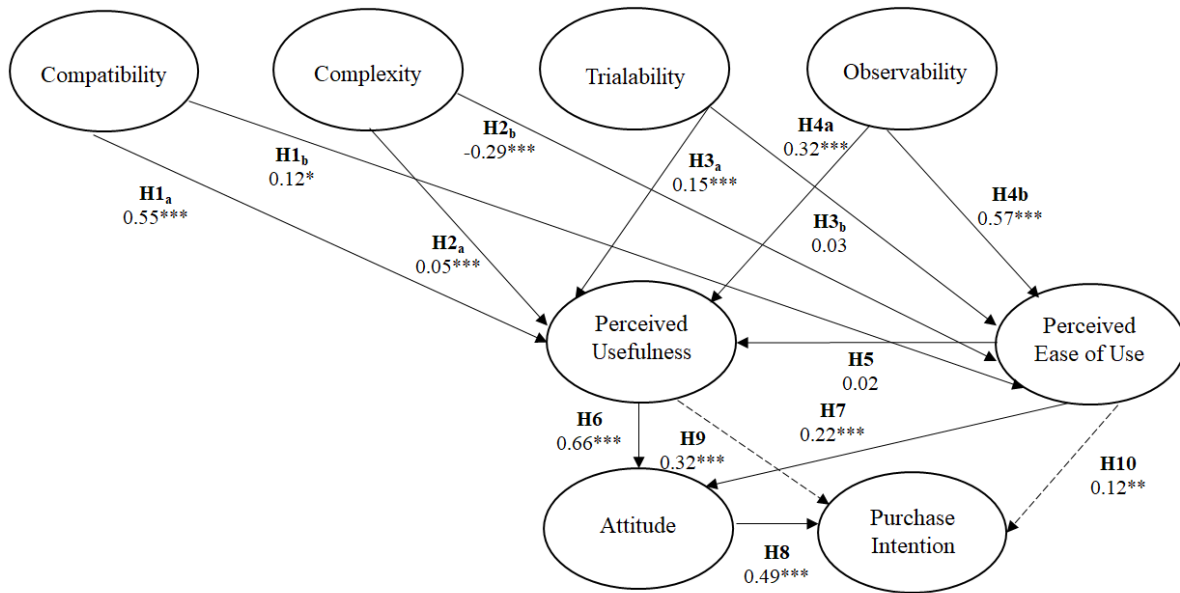 Compatibility
Complexity
Trialability
Observability
H1a
0.55***
H1b
0.12*
H2b
-0.29***
H2a
0.05***
H3a
0.15***
H4a
0.32***
H3b
0.03
H4b
0.57***
Perceived
Usefulness
Perceived
Ease of Use
H5
0.02
H6
0.66***
H9
0.32***
H7
0.22***
H10
0.12**
Attitude
H8
0.49***
Purchase
Intention